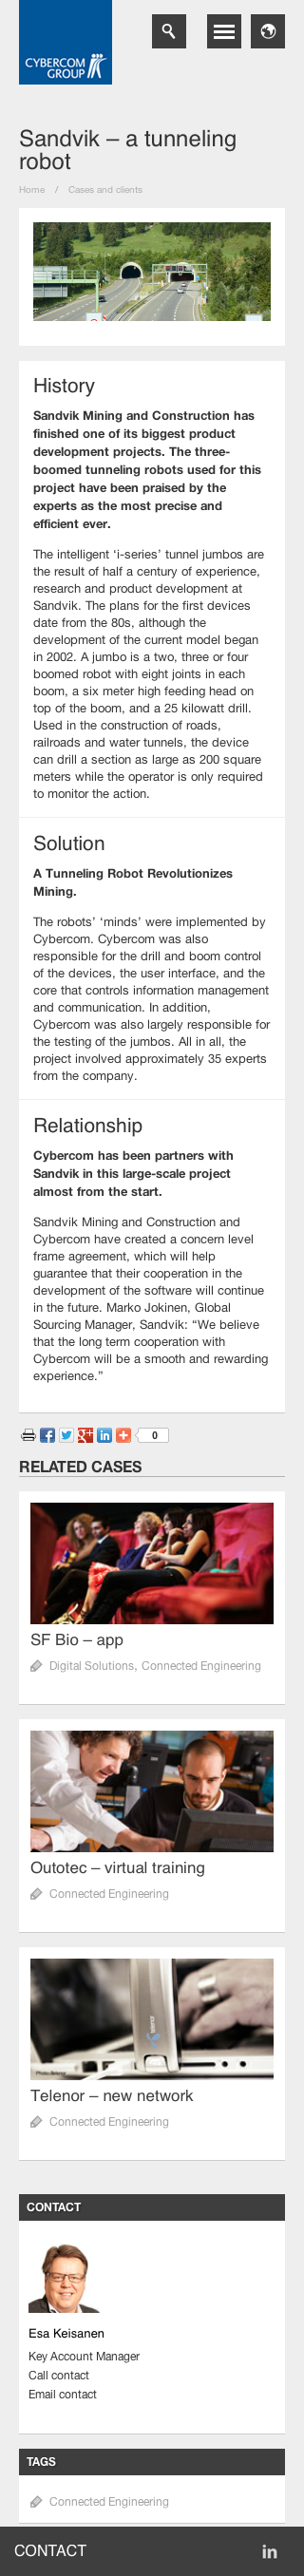 CYBERCOM
GROUP
Sandvik – a tunneling
robot
Home / Cases and clients
History
Sandvik Mining and Construction has
finished one of its biggest product
development projects. The three-
boomed tunneling robots used for this
project have been praised by the
experts as the most precise and
efficient ever.
The intelligent ‘i-series’ tunnel jumbos are
the result of half a century of experience,
research and product development at
Sandvik. The plans for the first devices
date from the 80s, although the
development of the current model began
in 2002. A jumbo is a two, three or four
boomed robot with eight joints in each
boom, a six meter high feeding head on
top of the boom, and a 25 kilowatt drill.
Used in the construction of roads,
railroads and water tunnels, the device
can drill a section as large as 200 square
meters while the operator is only required
to monitor the action.
Solution
A Tunneling Robot Revolutionizes
Mining.
The robots’ ‘minds’ were implemented by
Cybercom. Cybercom was also
responsible for the drill and boom control
of the devices, the user interface, and the
core that controls information management
and communication. In addition,
Cybercom was also largely responsible for
the testing of the jumbos. All in all, the
project involved approximately 35 experts
from the company.
Relationship
Cybercom has been partners with
Sandvik in this large-scale project
almost from the start.
Sandvik Mining and Construction and
Cybercom have created a concern level
frame agreement, which will help
guarantee that their cooperation in the
development of the software will continue
in the future. Marko Jokinen, Global
Sourcing Manager, Sandvik: “We believe
that the long term cooperation with
Cybercom will be a smooth and rewarding
experience.”
0
RELATED CASES
SF Bio – app
Digital Solutions, Connected Engineering
Outotec – virtual training
Connected Engineering
telenor
Telenor – new network
Connected Engineering
CONTACT
Esa Keisanen
Key Account Manager
Call contact
Email contact
TAGS
Connected Engineering
CONTACT
in